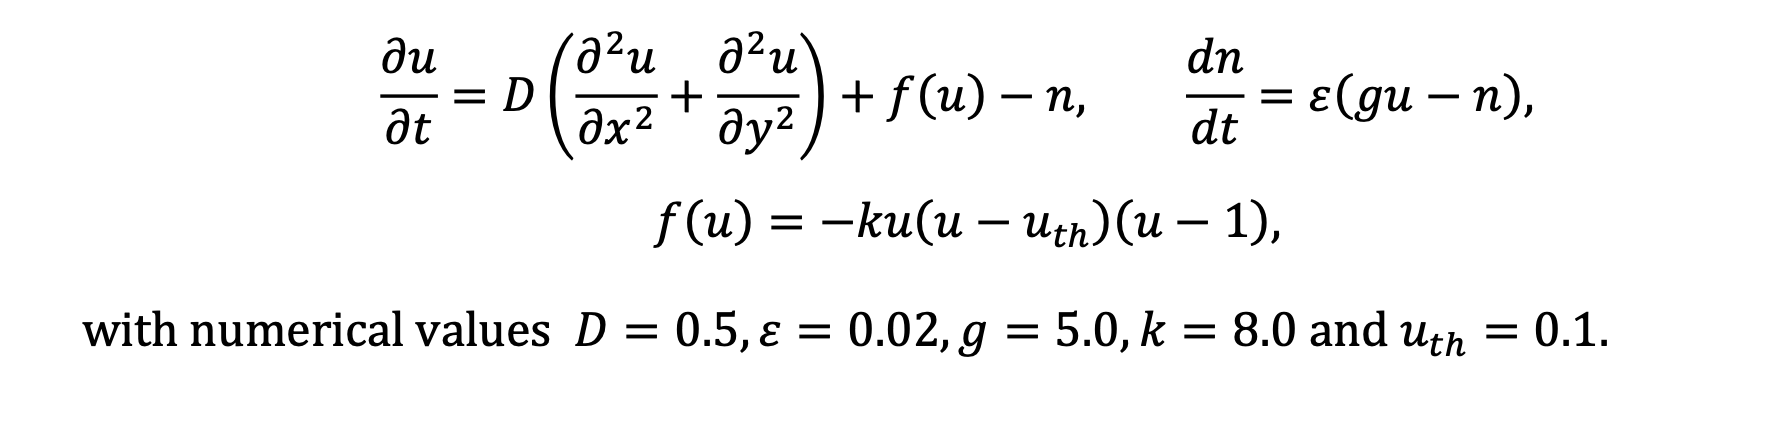 ∂u/∂t = D(∂²u/∂x² + ∂²u/∂y²) + f(u) − n, dn/dt = ε(gu − n),
f(u) = −ku(u − u_th)(u − 1),
with numerical values D = 0.5, ε = 0.02, g = 5.0, k = 8.0 and u_th = 0.1.